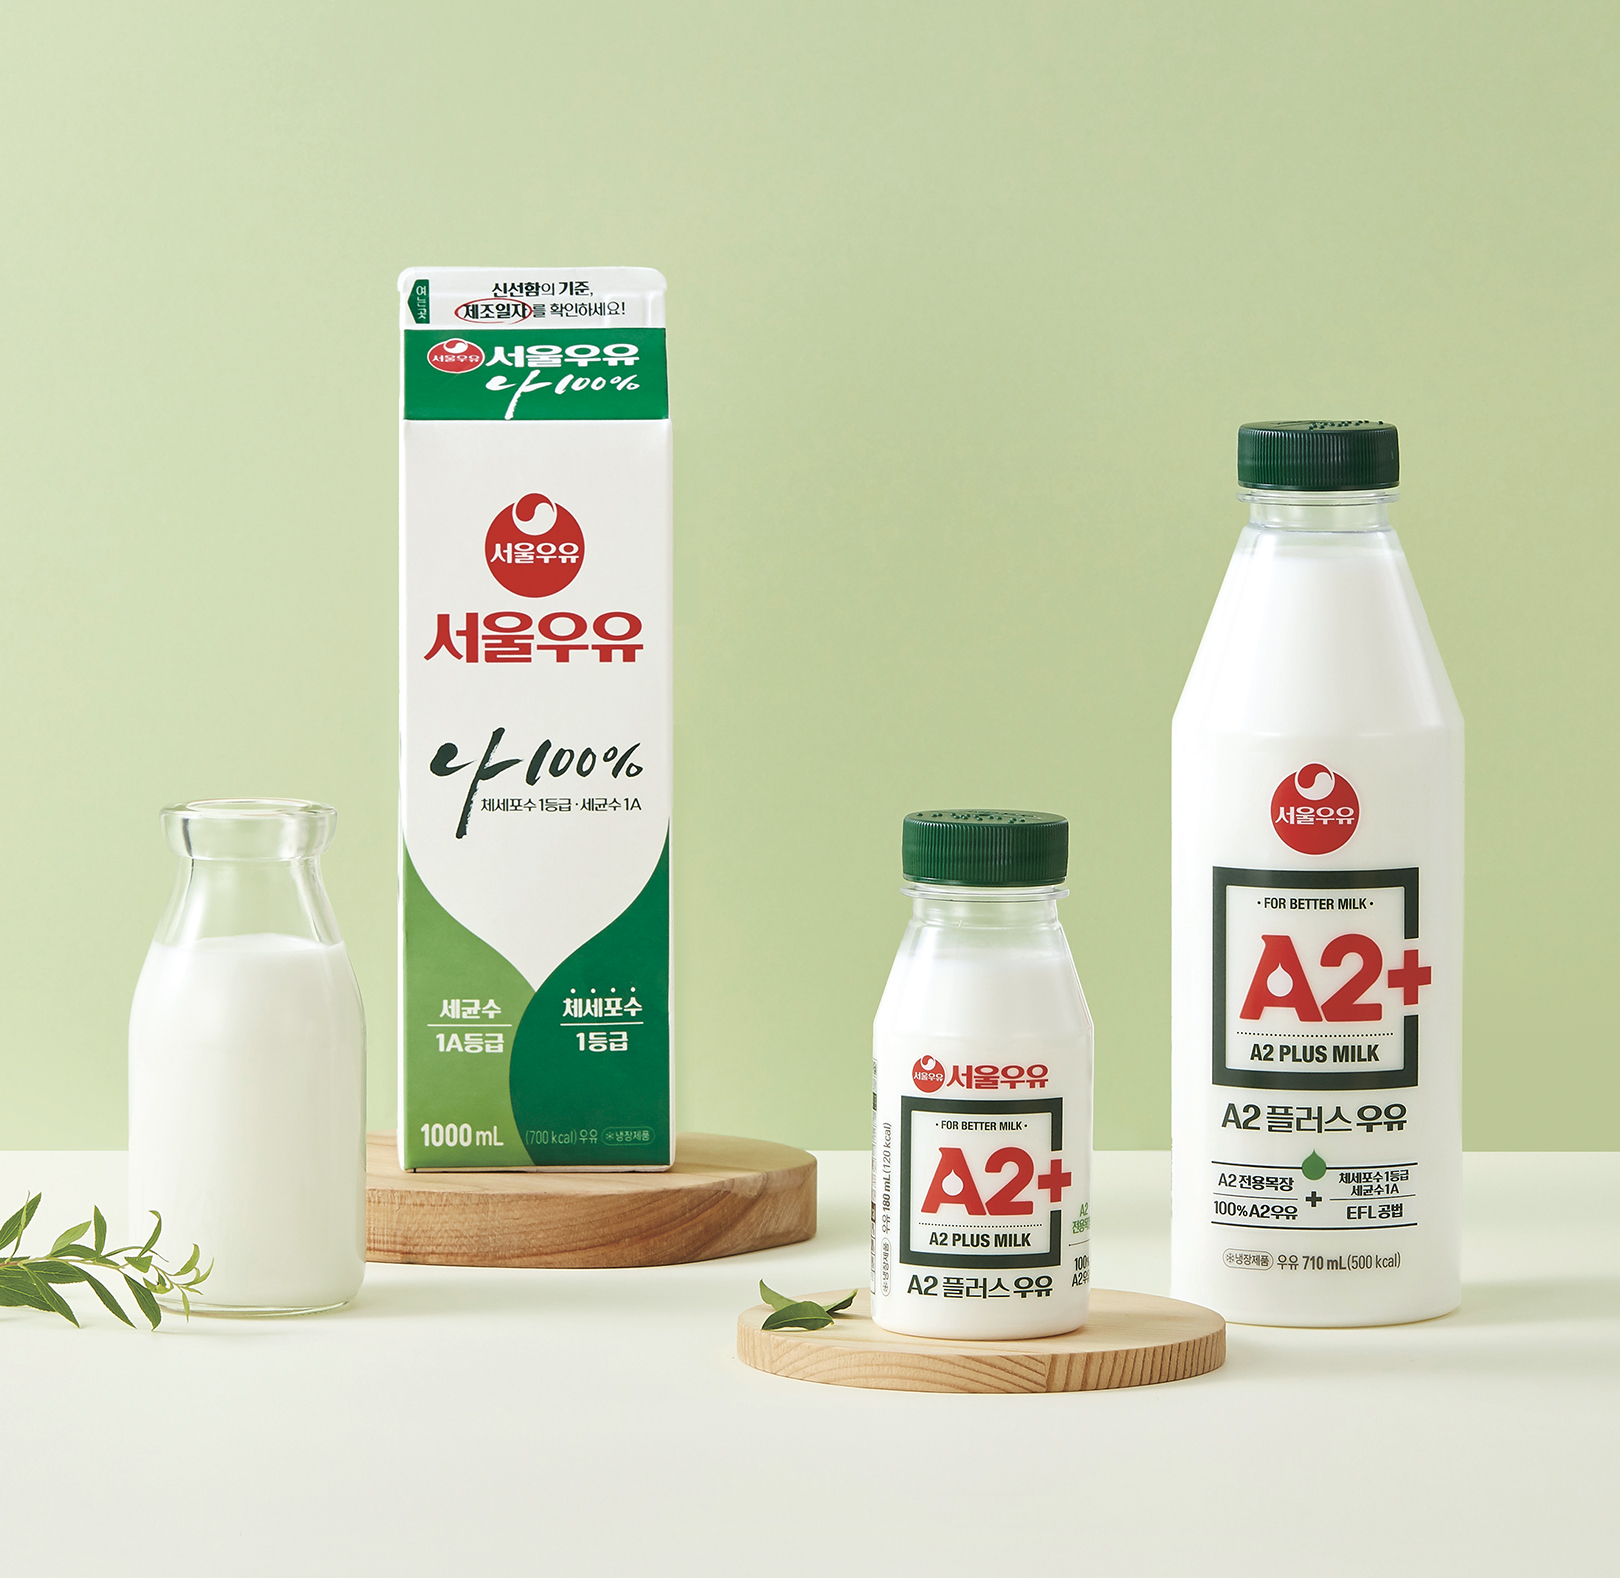 여는곳
신선함의 기준,
제조일자를 확인하세요!
서울우유 서울우유
나100%
서울우유
서울우유
나100%
체세포수 1등급·세균수 1A
세균수
1A등급
체세포수
1등급
1000 mL (700 kcal) 우유 냉장제품
서울우유 서울우유
• FOR BETTER MILK •
A2+
A2 PLUS MILK
A2 플러스 우유
냉장제품 우유 180 mL(120 kcal)
A2
100%
서울우유
• FOR BETTER MILK •
A2+
A2 PLUS MILK
A2 플러스 우유
A2 전용목장
100% A2우유
+
체세포수 1등급
세균수 1A
EFL 공법
냉장제품 우유 710 mL(500 kcal)